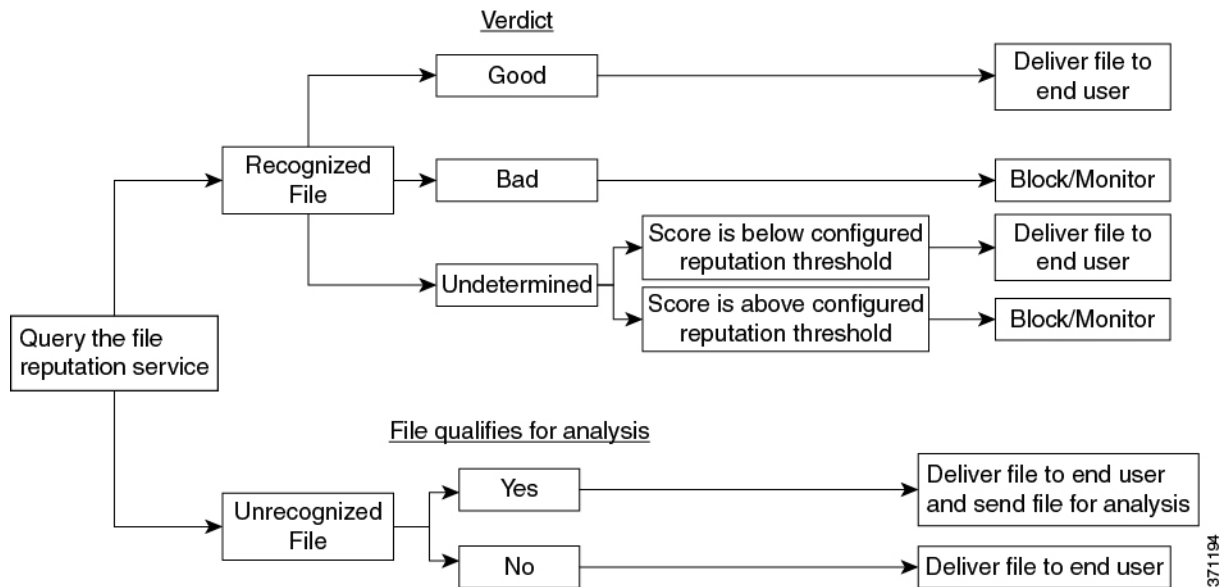 Verdict
Good
Deliver file to
end user
Recognized
File
Bad
Block/Monitor
Undetermined
Score is below configured
reputation threshold
Deliver file to
end user
Score is above configured
reputation threshold
Block/Monitor
Query the file
reputation service
File qualifies for analysis
Unrecognized
File
Yes
Deliver file to end user
and send file for analysis
No
Deliver file to end user
371194